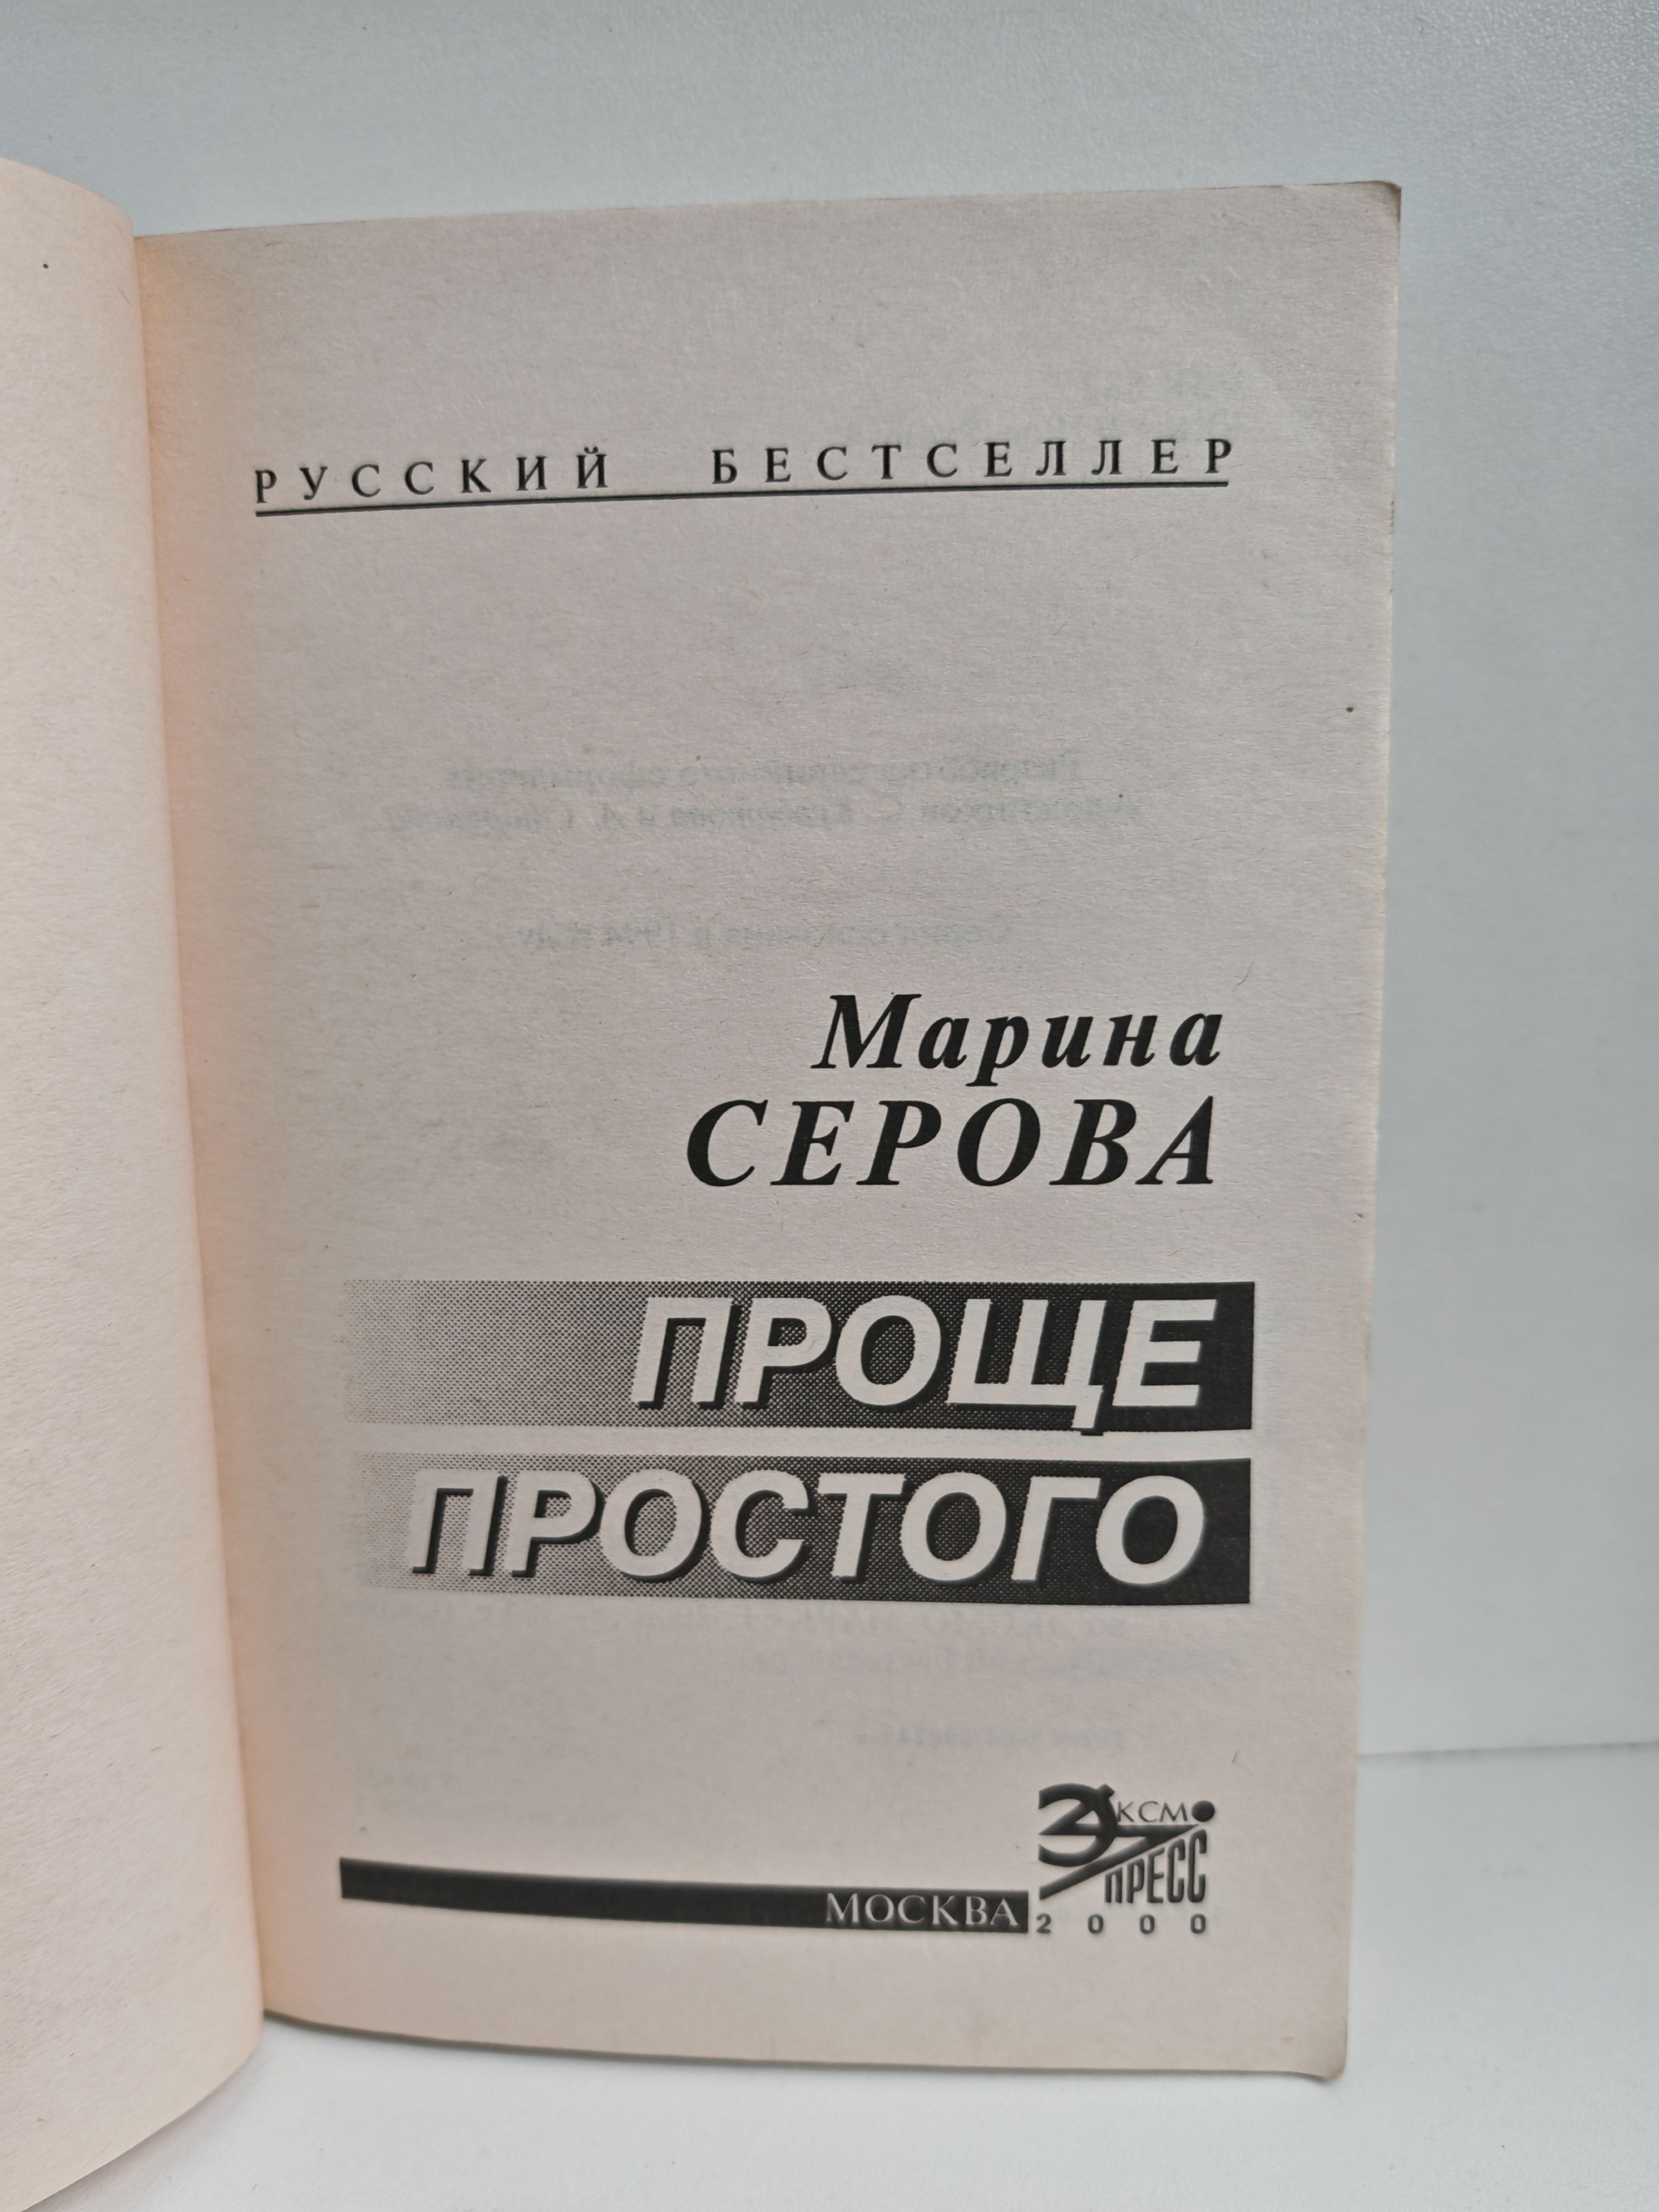 РУССКИЙ БЕСТСЕЛЛЕР
Марина
СЕРОВА
ПРОЩЕ
ПРОСТОГО
ЭКСМО
ПРЕСС
МОСКВА
2000